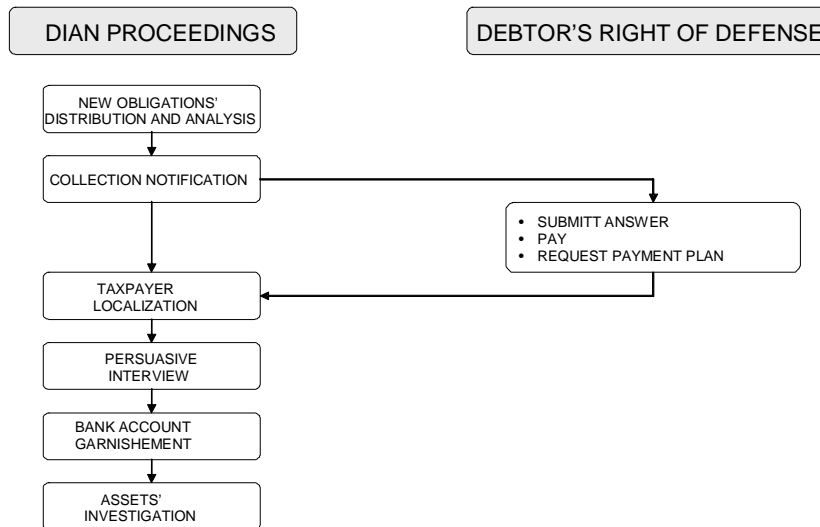 DIAN PROCEEDINGS
DEBTOR'S RIGHT OF DEFENSE
NEW OBLIGATIONS'
DISTRIBUTION AND ANALYSIS
COLLECTION NOTIFICATION
• SUBMITT ANSWER
• PAY
• REQUEST PAYMENT PLAN
TAXPAYER
LOCALIZATION
PERSUASIVE
INTERVIEW
BANK ACCOUNT
GARNISHEMENT
ASSETS'
INVESTIGATION